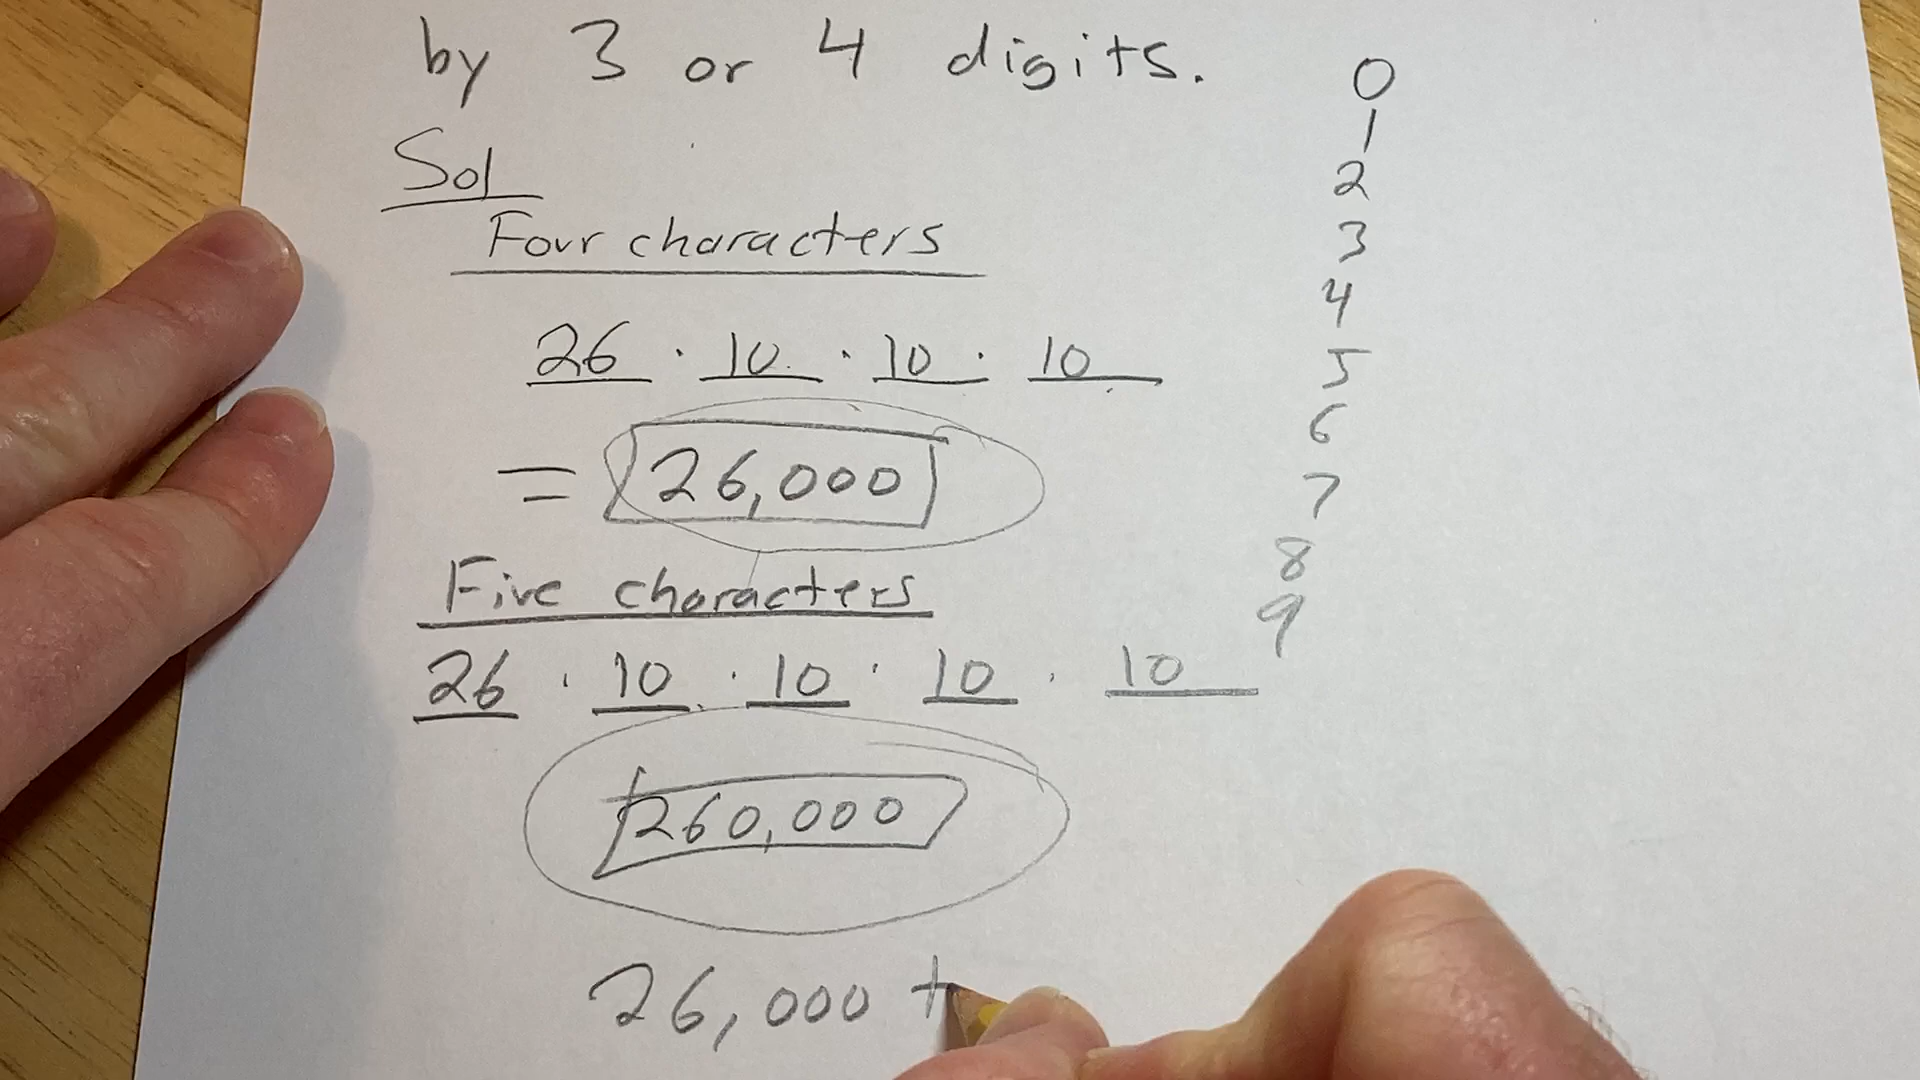 by 3 or 4 digits.
Sol
Four characters
26 · 10 · 10 · 10
= 26,000
Five characters
26 · 10 · 10 · 10 · 10
260,000
26,000 +
0
1
2
3
4
5
6
7
8
9